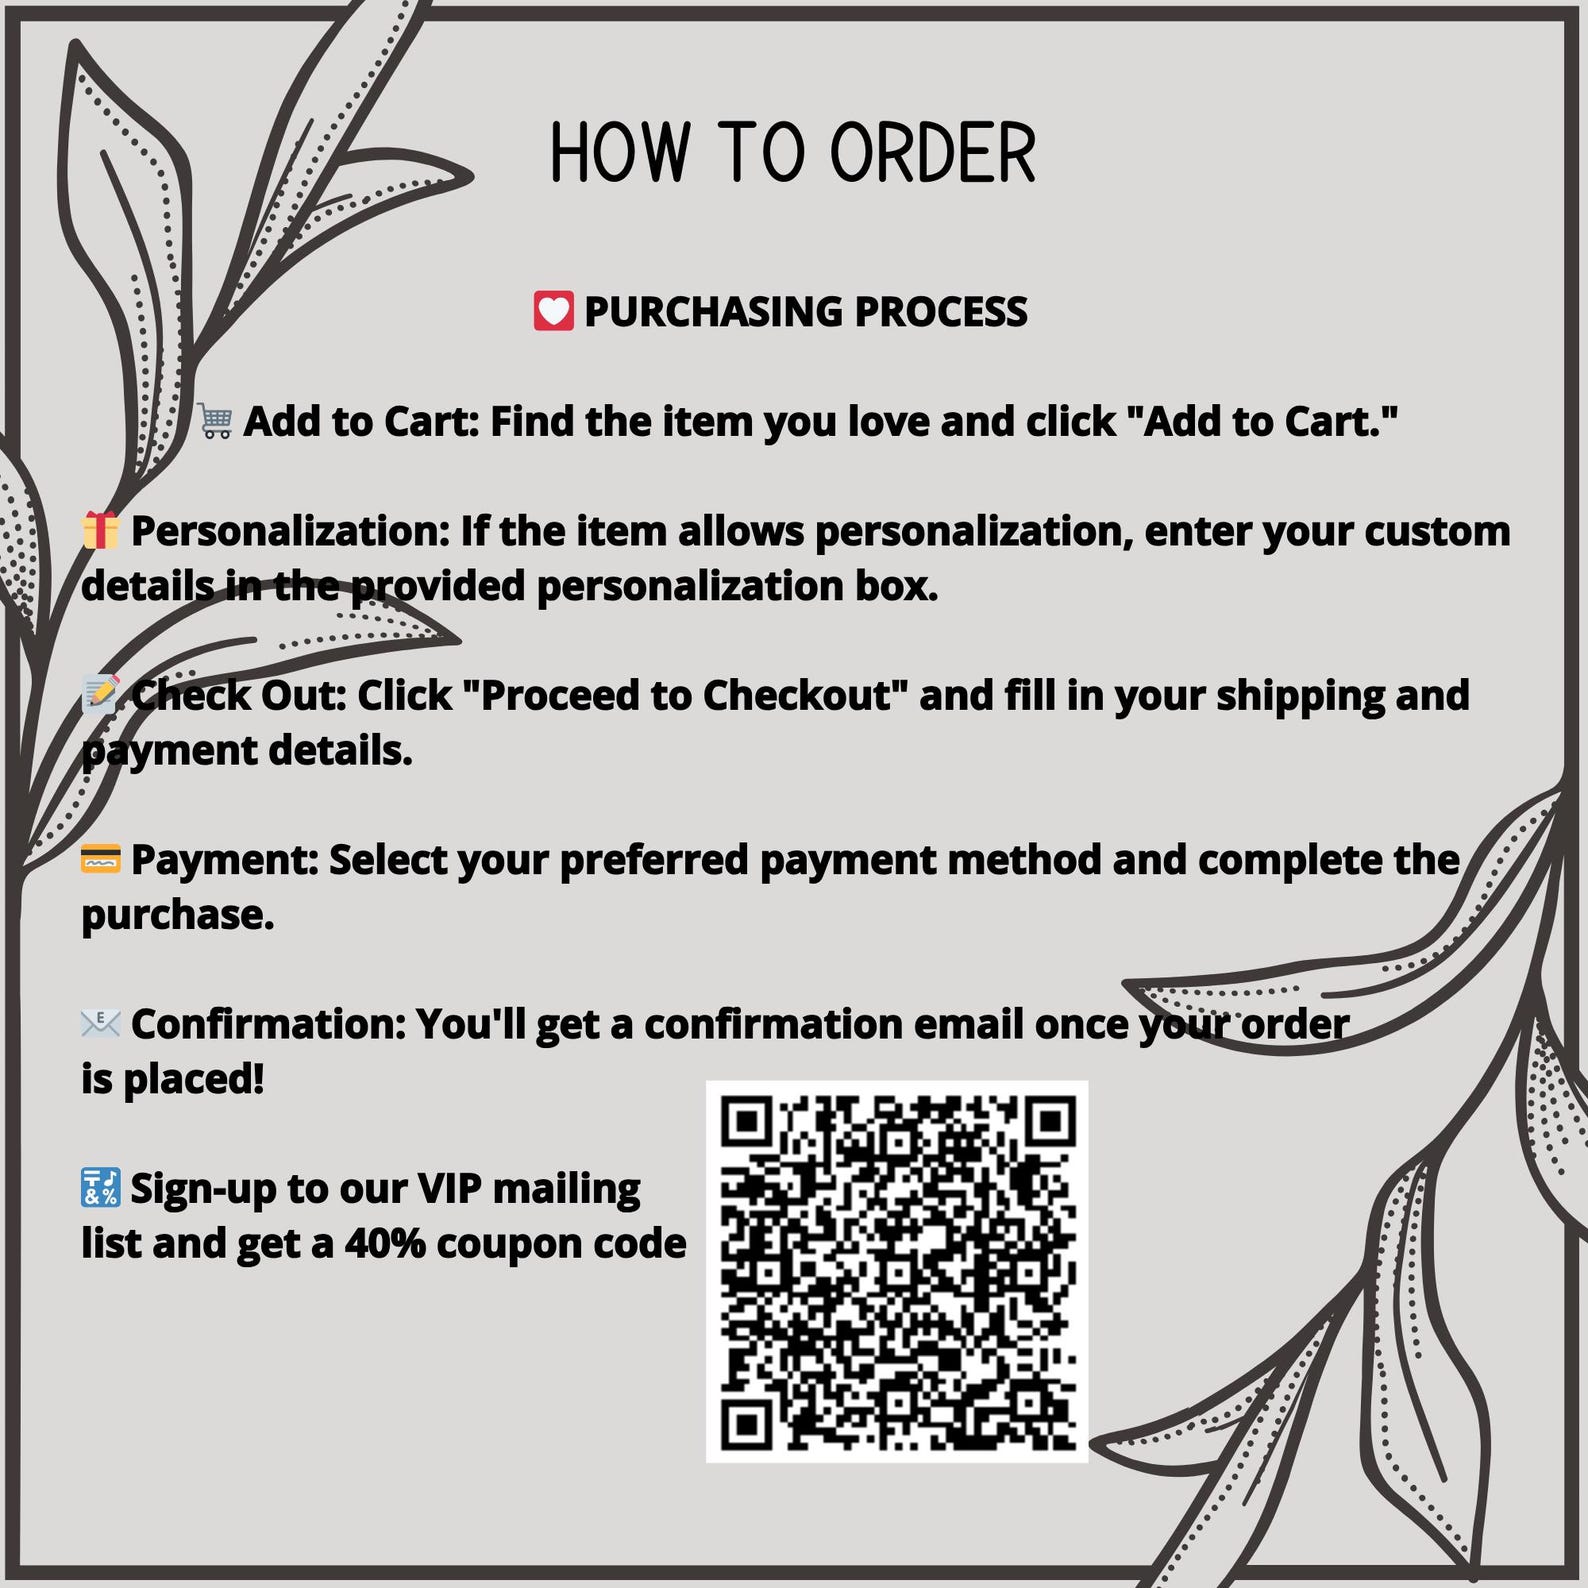 HOW TO ORDER
💟 PURCHASING PROCESS
🛒 Add to Cart: Find the item you love and click "Add to Cart."
🎁 Personalization: If the item allows personalization, enter your custom
details in the provided personalization box.
📝 Check Out: Click "Proceed to Checkout" and fill in your shipping and
payment details.
💳 Payment: Select your preferred payment method and complete the
purchase.
📧 Confirmation: You'll get a confirmation email once your order
is placed!
🔣 Sign-up to our VIP mailing
list and get a 40% coupon code